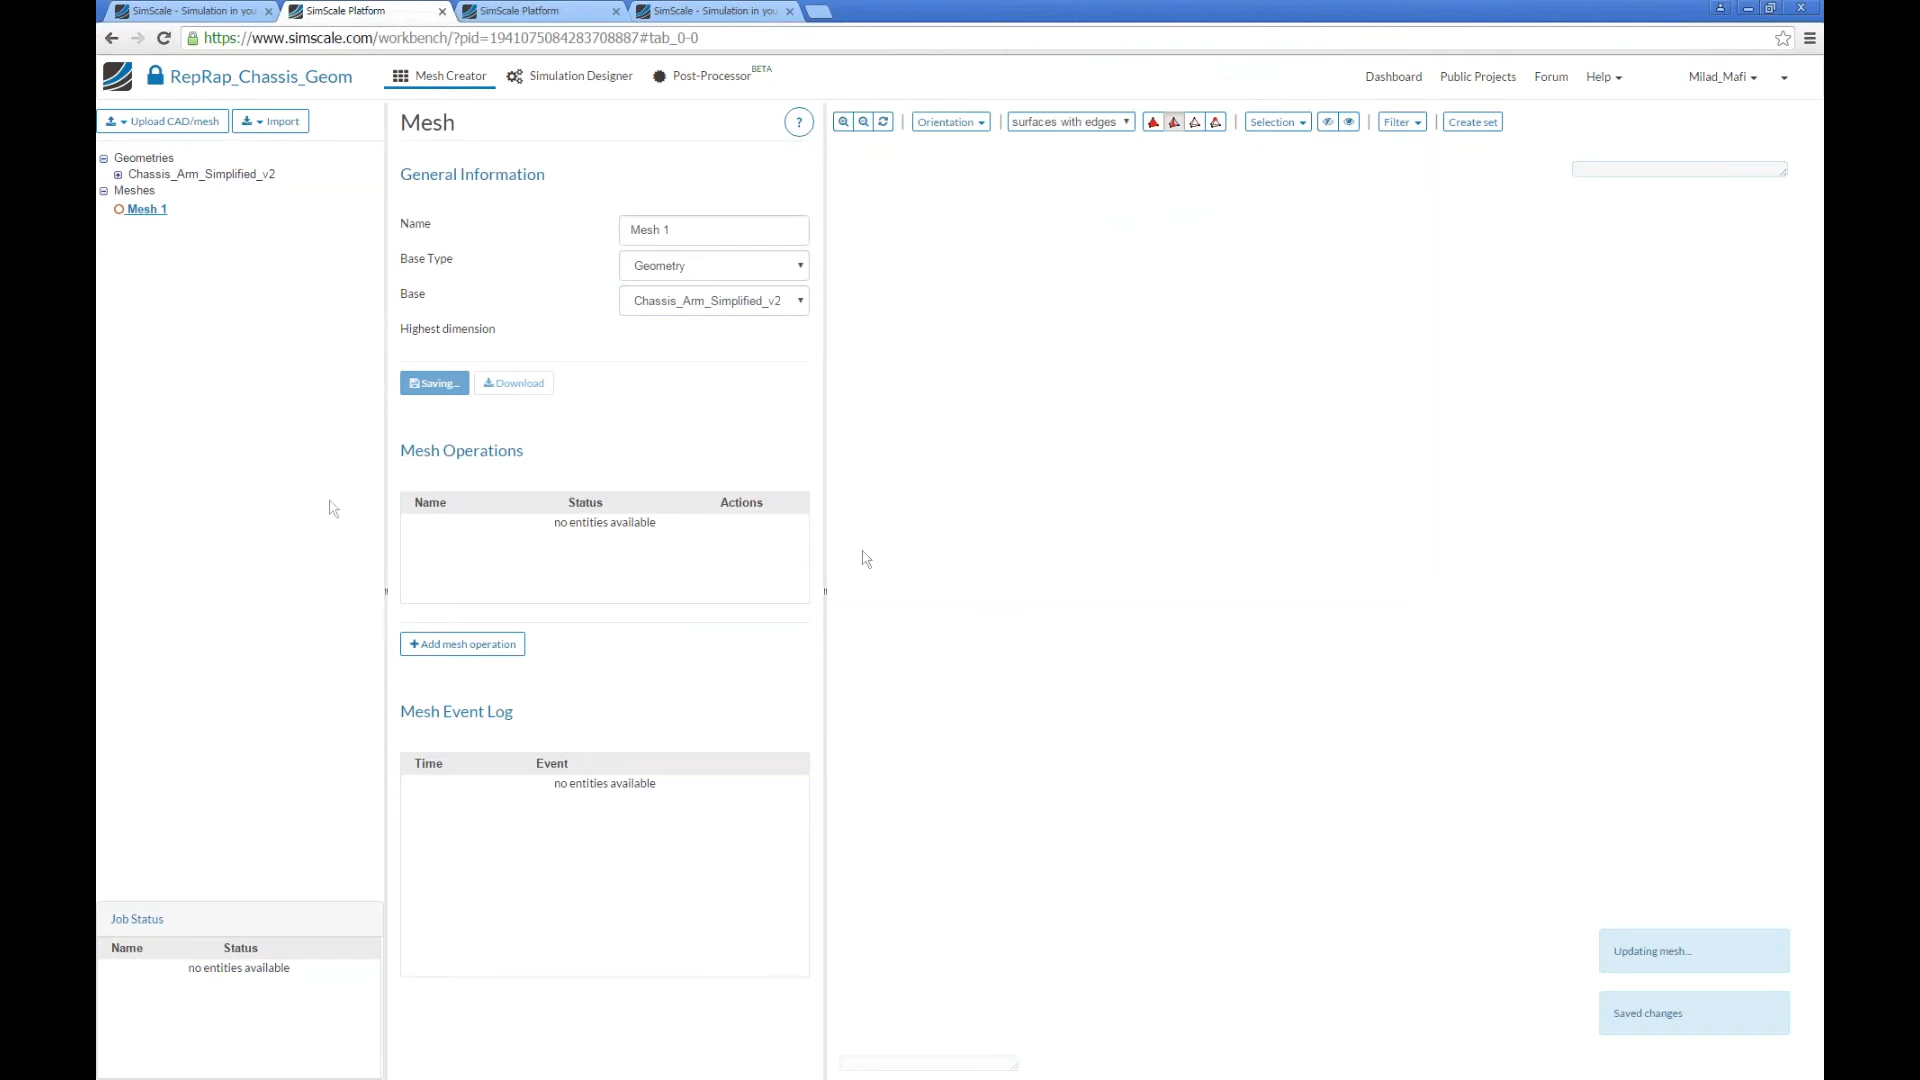 SimScale - Simulation in you
SimScale Platform
SimScale Platform
SimScale - Simulation in you
https://www.simscale.com/workbench/?pid=1941075084283708887#tab_0-0
RepRap_Chassis_Geom
Mesh Creator
Simulation Designer
Post-Processor BETA
Dashboard
Public Projects
Forum
Help
Milad_Mafi
Upload CAD/mesh
Import
Geometries
Chassis_Arm_Simplified_v2
Meshes
Mesh 1
Mesh
?
General Information
Name
Mesh 1
Base Type
Geometry
Base
Chassis_Arm_Simplified_v2
Highest dimension
Saving...
Download
Mesh Operations
Name Status Actions
no entities available
Add mesh operation
Mesh Event Log
Time Event
no entities available
Orientation
surfaces with edges
Selection
Filter
Create set
Job Status
Name Status
no entities available
Updating mesh...
Saved changes